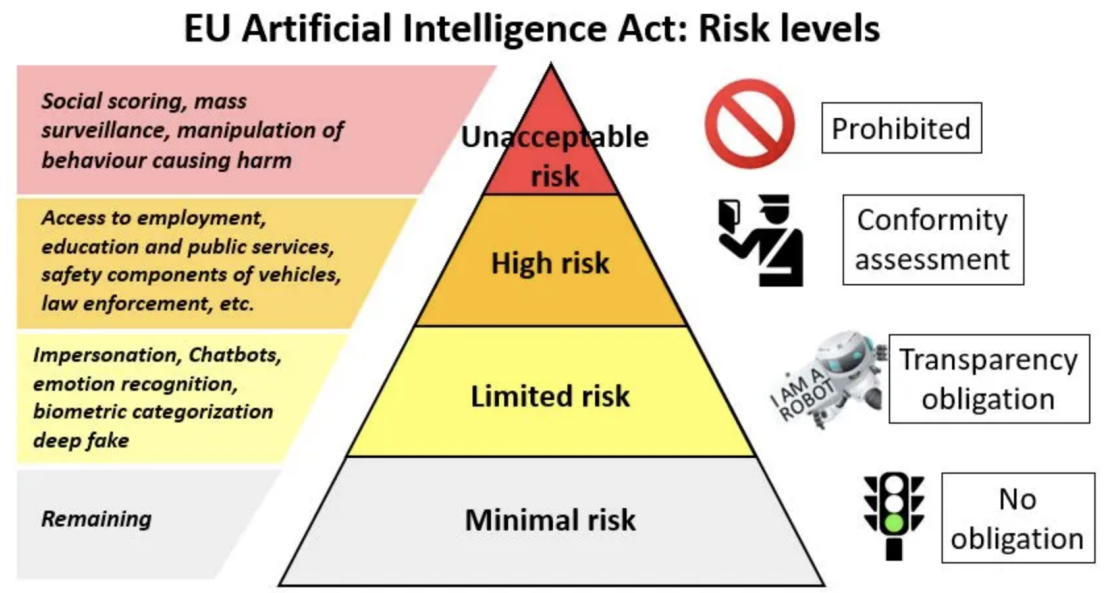 EU Artificial Intelligence Act: Risk levels
Social scoring, mass
surveillance, manipulation of
behaviour causing harm
Unacceptable
risk
Prohibited
Access to employment,
education and public services,
safety components of vehicles,
law enforcement, etc.
High risk
Conformity
assessment
Impersonation, Chatbots,
emotion recognition,
biometric categorization
deep fake
Limited risk
I AM A
ROBOT
Transparency
obligation
Remaining
Minimal risk
No
obligation